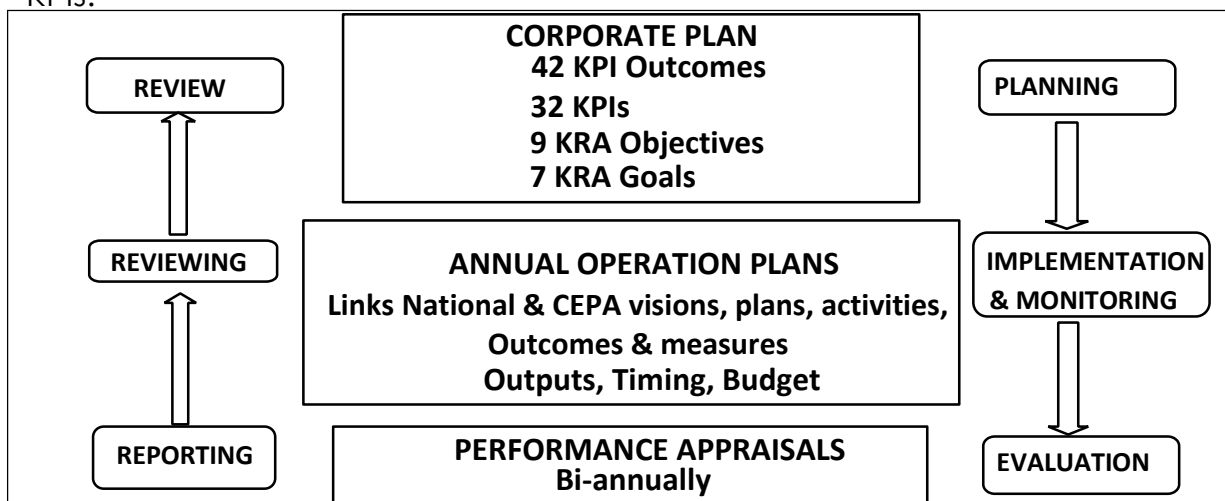 KPIs.
CORPORATE PLAN
42 KPI Outcomes
32 KPIs
9 KRA Objectives
7 KRA Goals
REVIEW
PLANNING
REVIEWING
ANNUAL OPERATION PLANS
Links National & CEPA visions, plans, activities,
Outcomes & measures
Outputs, Timing, Budget
IMPLEMENTATION
& MONITORING
REPORTING
PERFORMANCE APPRAISALS
Bi-annually
EVALUATION